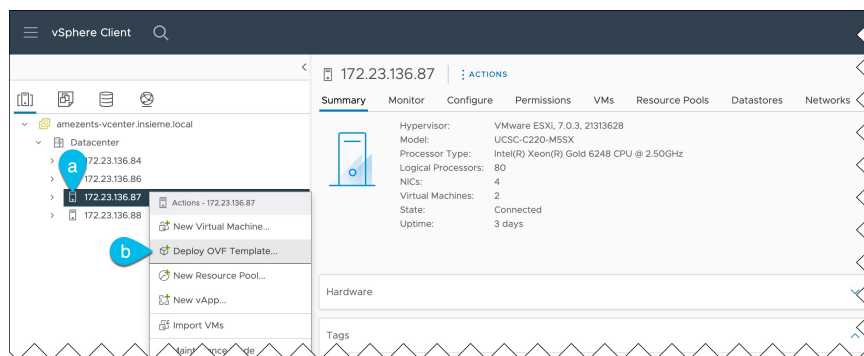 vSphere Client
172.23.136.87
ACTIONS
Summary Monitor Configure Permissions VMs Resource Pools Datastores Networks
amezents-vcenter.insieme.local
Datacenter
172.23.136.84
a
172.23.136.86
172.23.136.87
172.23.136.88
Actions - 172.23.136.87
New Virtual Machine...
b
Deploy OVF Template...
New Resource Pool...
New vApp...
Import VMs
Hypervisor: VMware ESXi, 7.0.3, 21313628
Model: UCSC-C220-M5SX
Processor Type: Intel(R) Xeon(R) Gold 6248 CPU @ 2.50GHz
Logical Processors: 80
NICs: 4
Virtual Machines: 2
State: Connected
Uptime: 3 days
Hardware
Tags